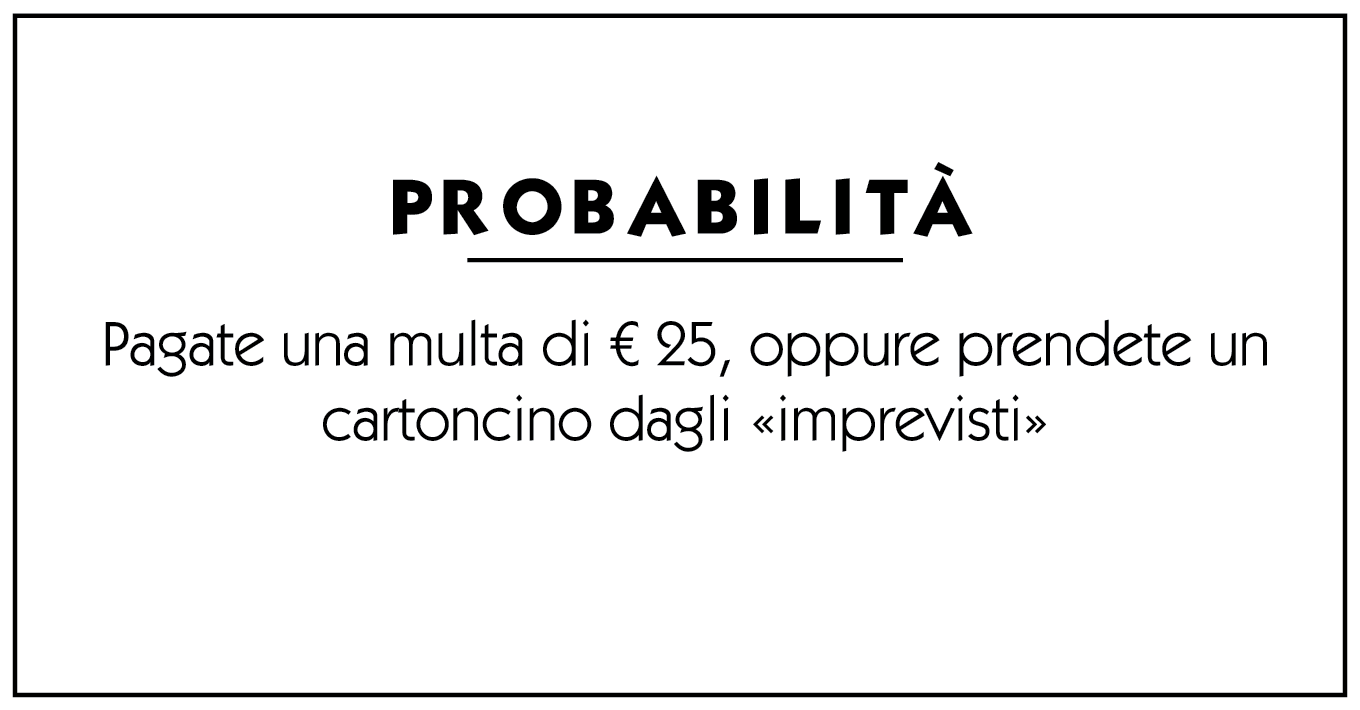 PROBABILITÀ
Pagate una multa di € 25, oppure prendete un
cartoncino dagli «imprevisti»